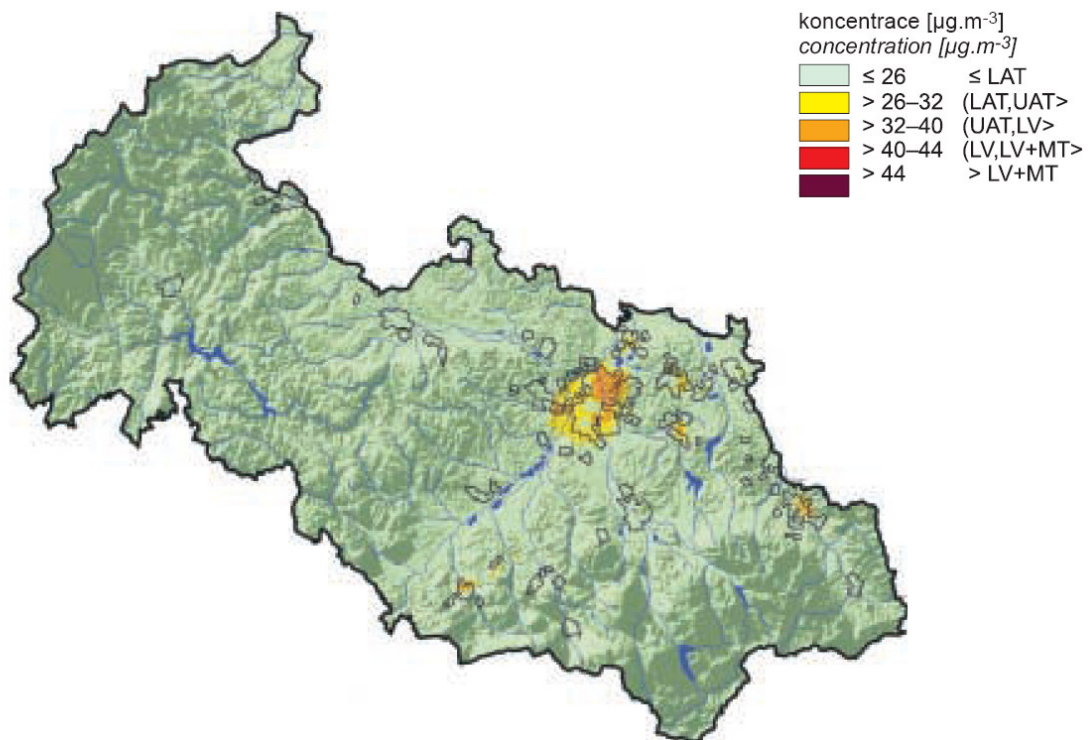 koncentrace [µg.m-³]
concentration [µg.m-³]
≤ 26 ≤ LAT
> 26–32 (LAT,UAT>
> 32–40 (UAT,LV>
> 40–44 (LV,LV+MT>
> 44 > LV+MT